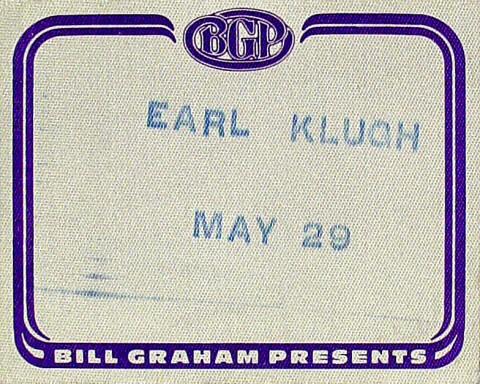 BGP
EARL KLUGH
MAY 29
BILL GRAHAM PRESENTS